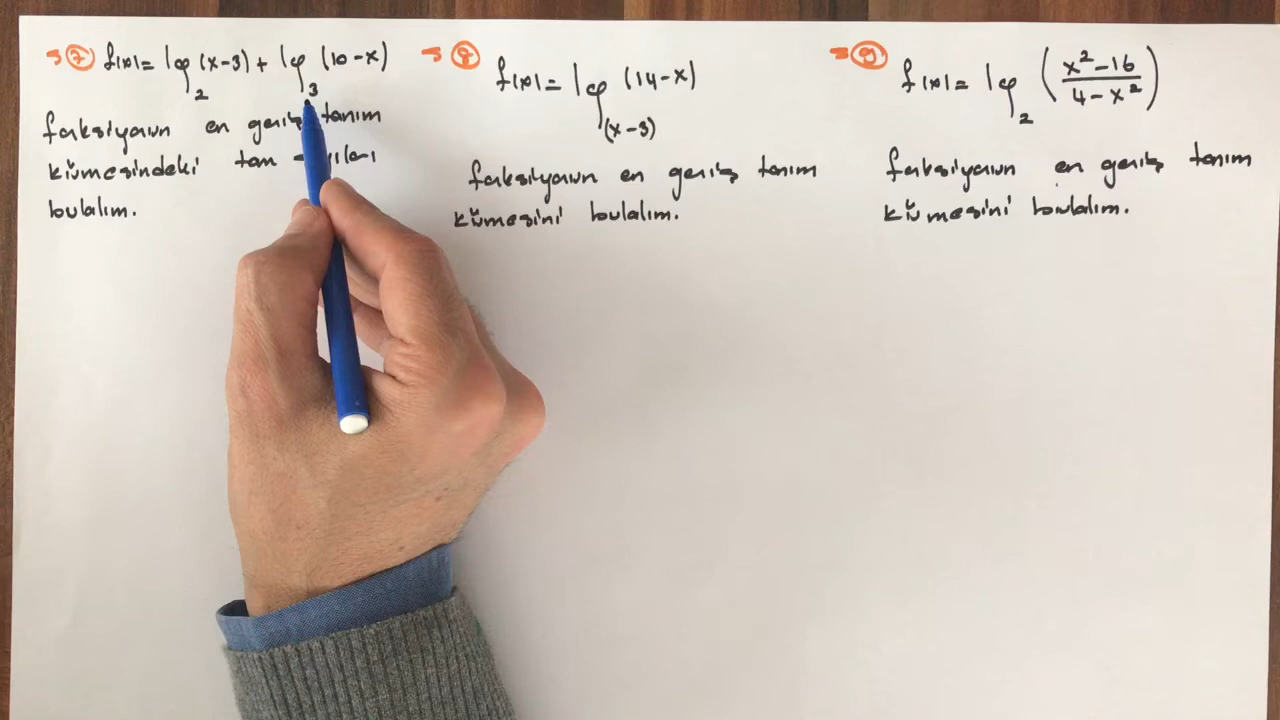 → 7 f(x) = log₂ (x-3) + log₃ (10-x)
fonksiyonun en geniş tanım
kümesindeki tam
bulalım.
→ 8 f(x) = log₍ₓ₋₃₎ (14-x)
fonksiyonun en geniş tanım
kümesini bulalım.
→ 9 f(x) = log₂ ((x²-16)/(4-x²))
fonksiyonun en geniş tanım
kümesini bulalım.